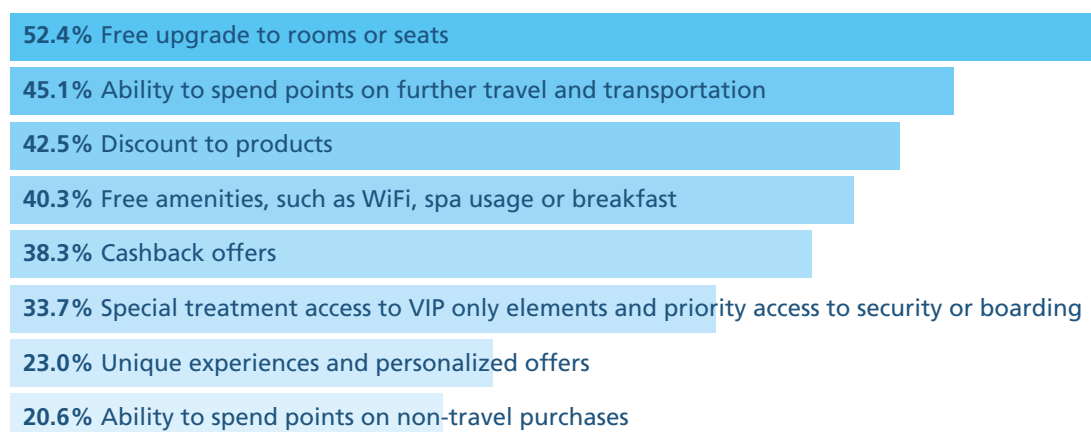 52.4% Free upgrade to rooms or seats
45.1% Ability to spend points on further travel and transportation
42.5% Discount to products
40.3% Free amenities, such as WiFi, spa usage or breakfast
38.3% Cashback offers
33.7% Special treatment access to VIP only elements and priority access to security or boarding
23.0% Unique experiences and personalized offers
20.6% Ability to spend points on non-travel purchases